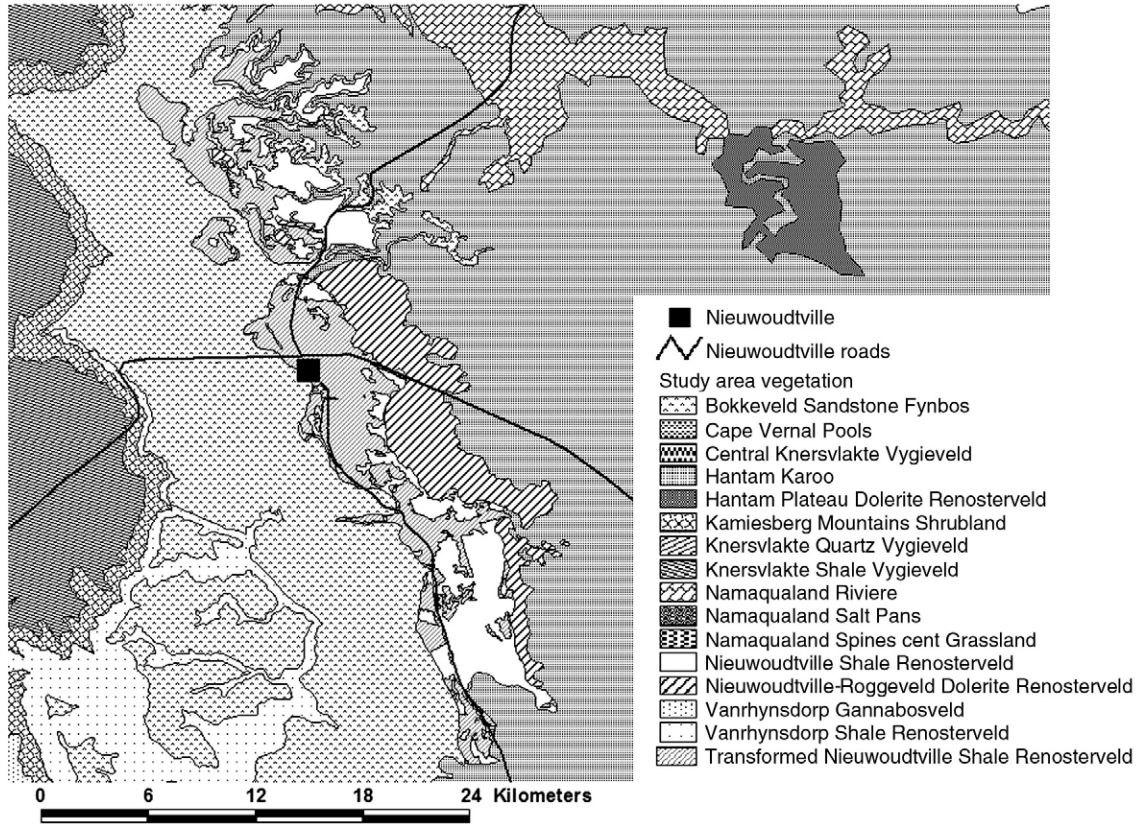 Nieuwoudtville
Nieuwoudtville roads
Study area vegetation
Bokkeveld Sandstone Fynbos
Cape Vernal Pools
Central Knersvlakte Vygieveld
Hantam Karoo
Hantam Plateau Dolerite Renosterveld
Kamiesberg Mountains Shrubland
Knersvlakte Quartz Vygieveld
Knersvlakte Shale Vygieveld
Namaqualand Riviere
Namaqualand Salt Pans
Namaqualand Spines cent Grassland
Nieuwoudtville Shale Renosterveld
Nieuwoudtville-Roggeveld Dolerite Renosterveld
Vanrhynsdorp Gannabosveld
Vanrhynsdorp Shale Renosterveld
Transformed Nieuwoudtville Shale Renosterveld
0 6 12 18 24 Kilometers